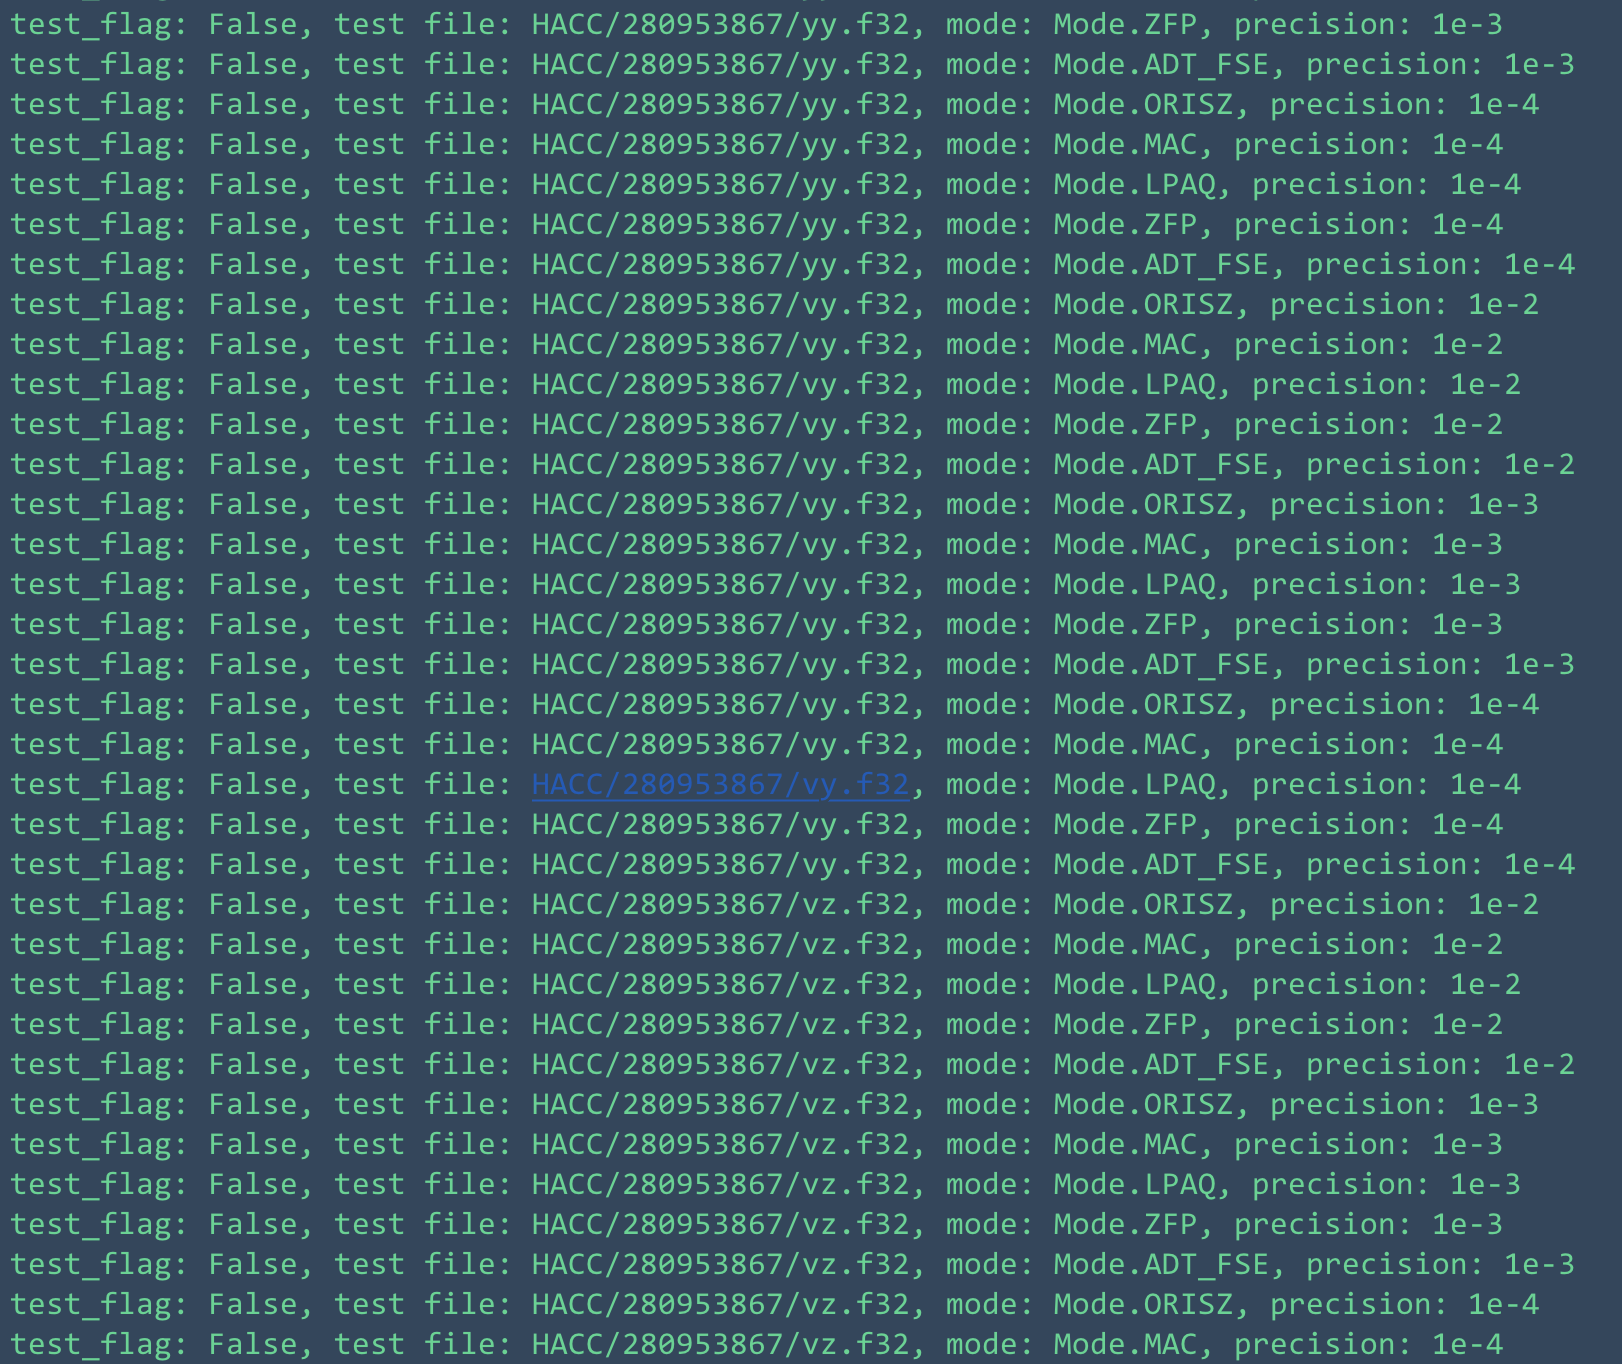 test_flag: False, test file: HACC/280953867/yy.f32, mode: Mode.ZFP, precision: 1e-3
test_flag: False, test file: HACC/280953867/yy.f32, mode: Mode.ADT_FSE, precision: 1e-3
test_flag: False, test file: HACC/280953867/yy.f32, mode: Mode.ORISZ, precision: 1e-4
test_flag: False, test file: HACC/280953867/yy.f32, mode: Mode.MAC, precision: 1e-4
test_flag: False, test file: HACC/280953867/yy.f32, mode: Mode.LPAQ, precision: 1e-4
test_flag: False, test file: HACC/280953867/yy.f32, mode: Mode.ZFP, precision: 1e-4
test_flag: False, test file: HACC/280953867/yy.f32, mode: Mode.ADT_FSE, precision: 1e-4
test_flag: False, test file: HACC/280953867/vy.f32, mode: Mode.ORISZ, precision: 1e-2
test_flag: False, test file: HACC/280953867/vy.f32, mode: Mode.MAC, precision: 1e-2
test_flag: False, test file: HACC/280953867/vy.f32, mode: Mode.LPAQ, precision: 1e-2
test_flag: False, test file: HACC/280953867/vy.f32, mode: Mode.ZFP, precision: 1e-2
test_flag: False, test file: HACC/280953867/vy.f32, mode: Mode.ADT_FSE, precision: 1e-2
test_flag: False, test file: HACC/280953867/vy.f32, mode: Mode.ORISZ, precision: 1e-3
test_flag: False, test file: HACC/280953867/vy.f32, mode: Mode.MAC, precision: 1e-3
test_flag: False, test file: HACC/280953867/vy.f32, mode: Mode.LPAQ, precision: 1e-3
test_flag: False, test file: HACC/280953867/vy.f32, mode: Mode.ZFP, precision: 1e-3
test_flag: False, test file: HACC/280953867/vy.f32, mode: Mode.ADT_FSE, precision: 1e-3
test_flag: False, test file: HACC/280953867/vy.f32, mode: Mode.ORISZ, precision: 1e-4
test_flag: False, test file: HACC/280953867/vy.f32, mode: Mode.MAC, precision: 1e-4
test_flag: False, test file: HACC/280953867/vy.f32, mode: Mode.LPAQ, precision: 1e-4
test_flag: False, test file: HACC/280953867/vy.f32, mode: Mode.ZFP, precision: 1e-4
test_flag: False, test file: HACC/280953867/vy.f32, mode: Mode.ADT_FSE, precision: 1e-4
test_flag: False, test file: HACC/280953867/vz.f32, mode: Mode.ORISZ, precision: 1e-2
test_flag: False, test file: HACC/280953867/vz.f32, mode: Mode.MAC, precision: 1e-2
test_flag: False, test file: HACC/280953867/vz.f32, mode: Mode.LPAQ, precision: 1e-2
test_flag: False, test file: HACC/280953867/vz.f32, mode: Mode.ZFP, precision: 1e-2
test_flag: False, test file: HACC/280953867/vz.f32, mode: Mode.ADT_FSE, precision: 1e-2
test_flag: False, test file: HACC/280953867/vz.f32, mode: Mode.ORISZ, precision: 1e-3
test_flag: False, test file: HACC/280953867/vz.f32, mode: Mode.MAC, precision: 1e-3
test_flag: False, test file: HACC/280953867/vz.f32, mode: Mode.LPAQ, precision: 1e-3
test_flag: False, test file: HACC/280953867/vz.f32, mode: Mode.ZFP, precision: 1e-3
test_flag: False, test file: HACC/280953867/vz.f32, mode: Mode.ADT_FSE, precision: 1e-3
test_flag: False, test file: HACC/280953867/vz.f32, mode: Mode.ORISZ, precision: 1e-4
test_flag: False, test file: HACC/280953867/vz.f32, mode: Mode.MAC, precision: 1e-4